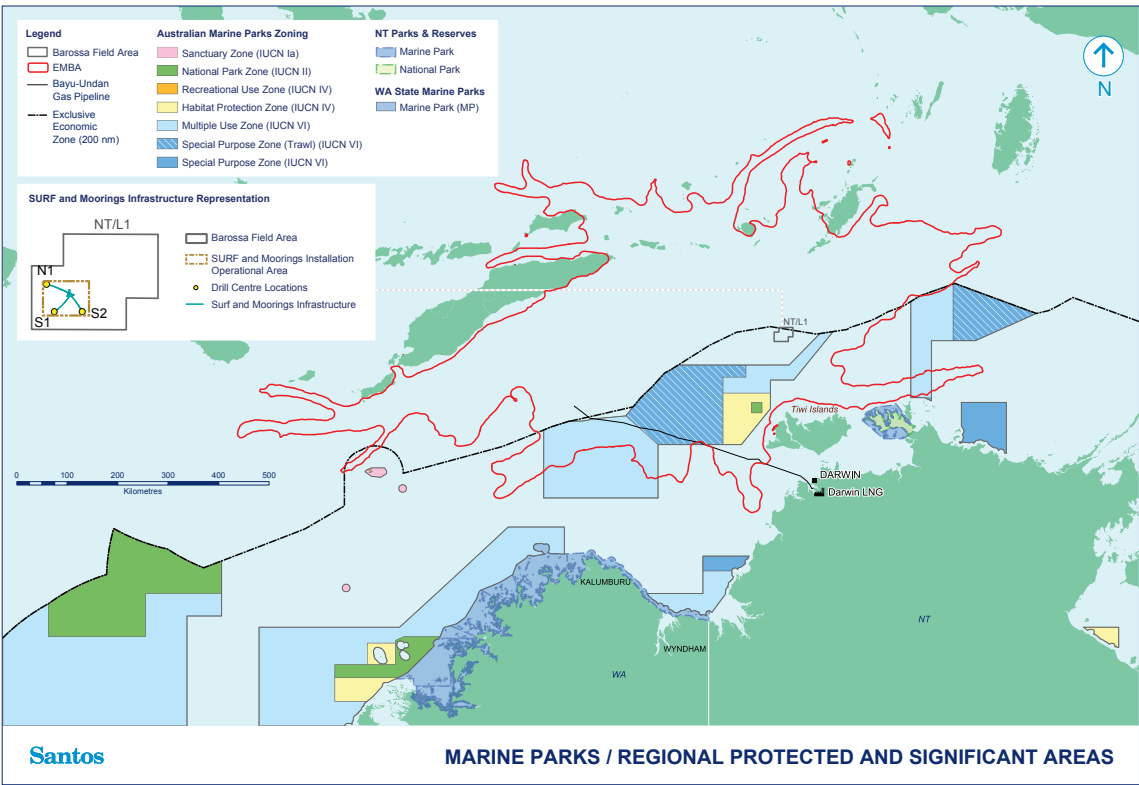 Legend
Barossa Field Area
EMBA
Bayu-Undan
Gas Pipeline
Exclusive
Economic
Zone (200 nm)
Australian Marine Parks Zoning
Sanctuary Zone (IUCN Ia)
National Park Zone (IUCN II)
Recreational Use Zone (IUCN IV)
Habitat Protection Zone (IUCN IV)
Multiple Use Zone (IUCN VI)
Special Purpose Zone (Trawl) (IUCN VI)
Special Purpose Zone (IUCN VI)
NT Parks & Reserves
Marine Park
National Park
WA State Marine Parks
Marine Park (MP)
N
SURF and Moorings Infrastructure Representation
NT/L1
N1
S1
S2
Barossa Field Area
SURF and Moorings Installation
Operational Area
Drill Centre Locations
Surf and Moorings Infrastructure
NT/L1
Tiwi Islands
DARWIN
Darwin LNG
0 100 200 300 400 500
Kilometres
KALUMBURU
WYNDHAM
NT
WA
Santos
MARINE PARKS / REGIONAL PROTECTED AND SIGNIFICANT AREAS